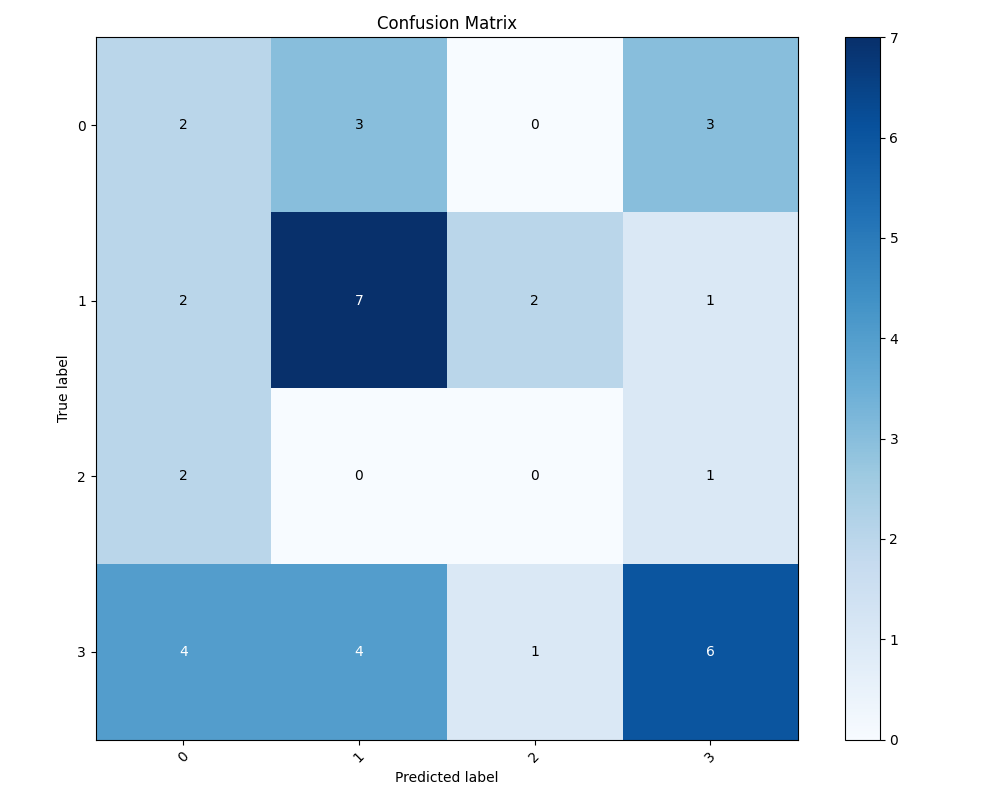 Confusion Matrix
0 2 3 0 3
1 2 7 2 1
2 2 0 0 1
3 4 4 1 6
0 1 2 3
Predicted label
True label
7
6
5
4
3
2
1
0